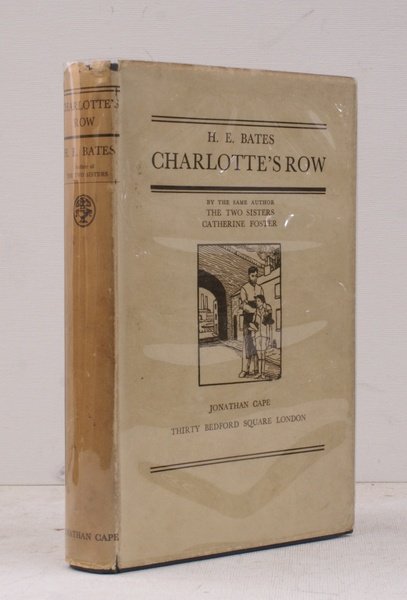 CHARLOTTE'S
ROW
H. E. BATES
Author of
THE TWO SISTERS
JONATHAN CAPE
H. E. BATES
CHARLOTTE'S ROW
BY THE SAME AUTHOR
THE TWO SISTERS
CATHERINE FOSTER
JONATHAN CAPE
THIRTY BEDFORD SQUARE LONDON